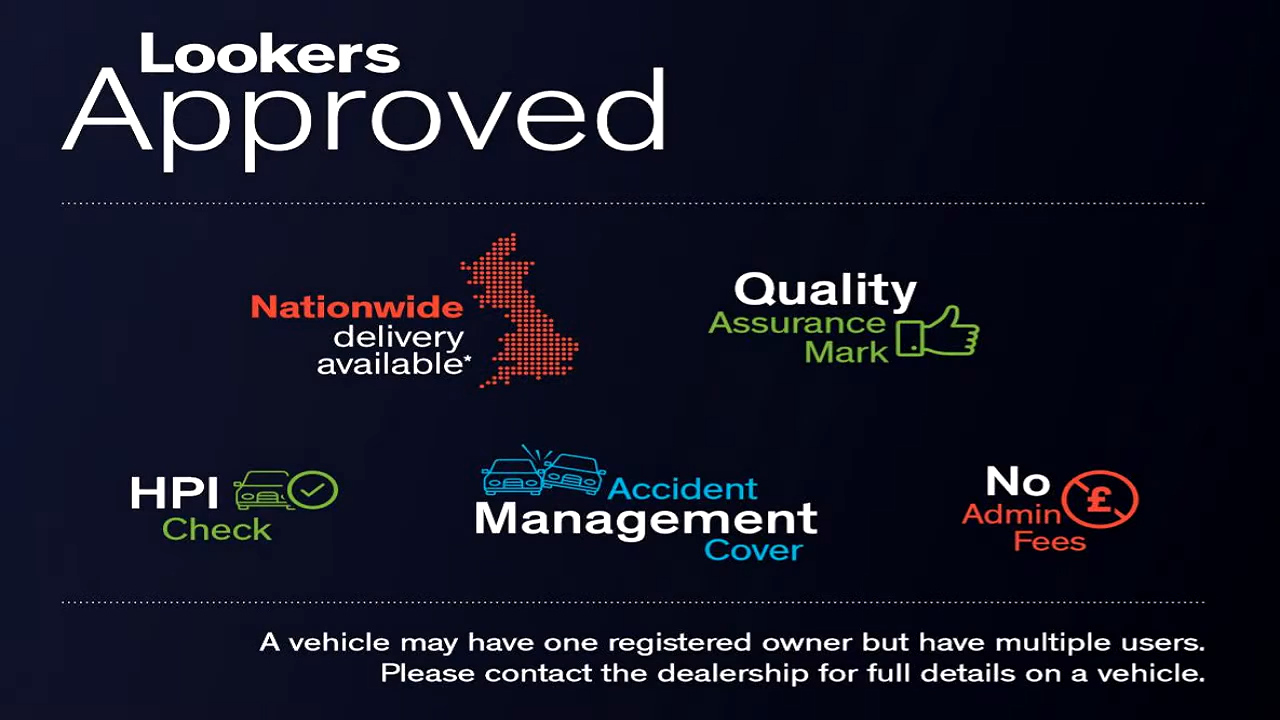 Lookers
Approved
Nationwide
delivery
available*
Quality
Assurance
Mark
HPI
Check
Accident
Management
Cover
No
Admin
£
Fees
A vehicle may have one registered owner but have multiple users.
Please contact the dealership for full details on a vehicle.